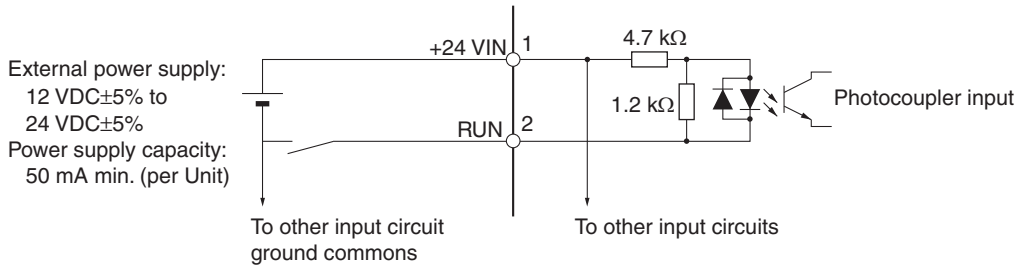 External power supply:
12 VDC±5% to
24 VDC±5%
Power supply capacity:
50 mA min. (per Unit)
+24 VIN
1
RUN
2
4.7 kΩ
1.2 kΩ
Photocoupler input
To other input circuit
ground commons
To other input circuits